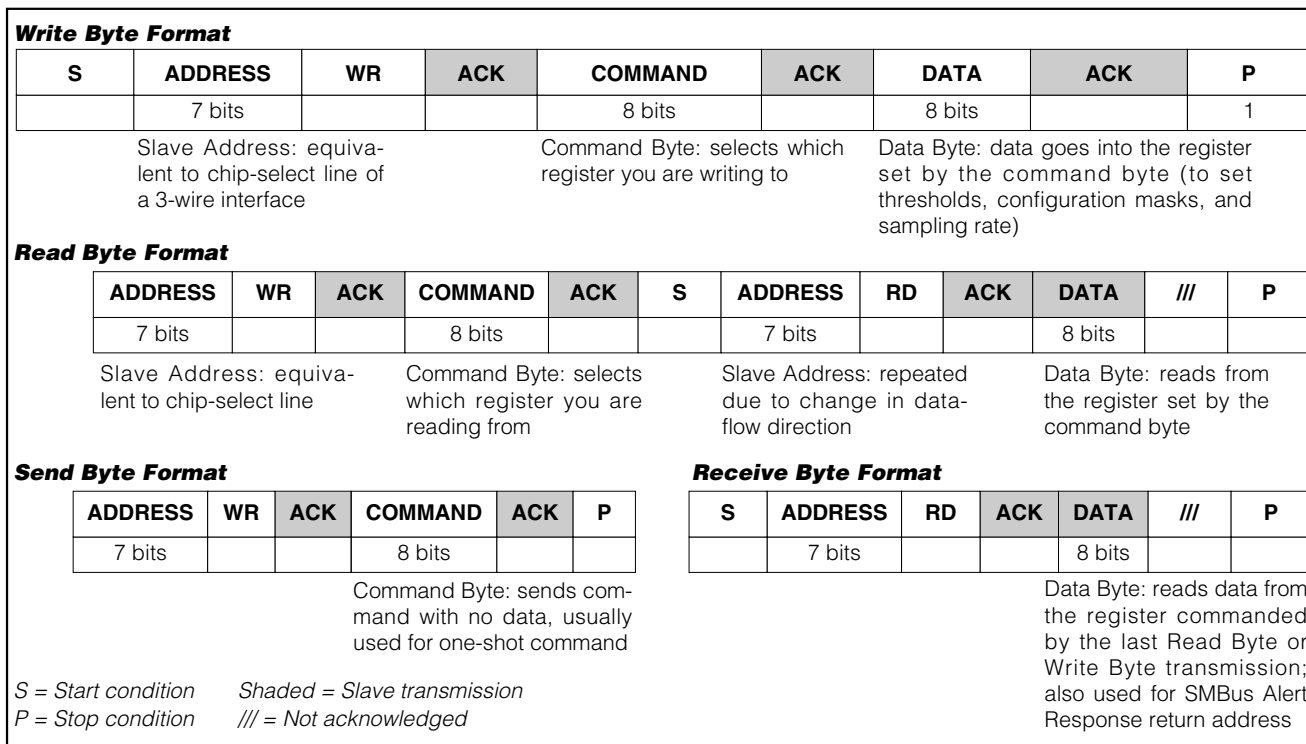 Write Byte Format
S ADDRESS WR ACK COMMAND ACK DATA ACK P
7 bits 8 bits 8 bits 1
Slave Address: equiva-
lent to chip-select line of
a 3-wire interface
Command Byte: selects which
register you are writing to
Data Byte: data goes into the register
set by the command byte (to set
thresholds, configuration masks, and
sampling rate)
Read Byte Format
ADDRESS WR ACK COMMAND ACK S ADDRESS RD ACK DATA /// P
7 bits 8 bits 7 bits 8 bits
Slave Address: equiva-
lent to chip-select line
Command Byte: selects
which register you are
reading from
Slave Address: repeated
due to change in data-
flow direction
Data Byte: reads from
the register set by the
command byte
Send Byte Format
ADDRESS WR ACK COMMAND ACK P
7 bits 8 bits
Command Byte: sends com-
mand with no data, usually
used for one-shot command
Receive Byte Format
S ADDRESS RD ACK DATA /// P
7 bits 8 bits
Data Byte: reads data from
the register commanded
by the last Read Byte or
Write Byte transmission;
also used for SMBus Alert
Response return address
S = Start condition Shaded = Slave transmission
P = Stop condition /// = Not acknowledged